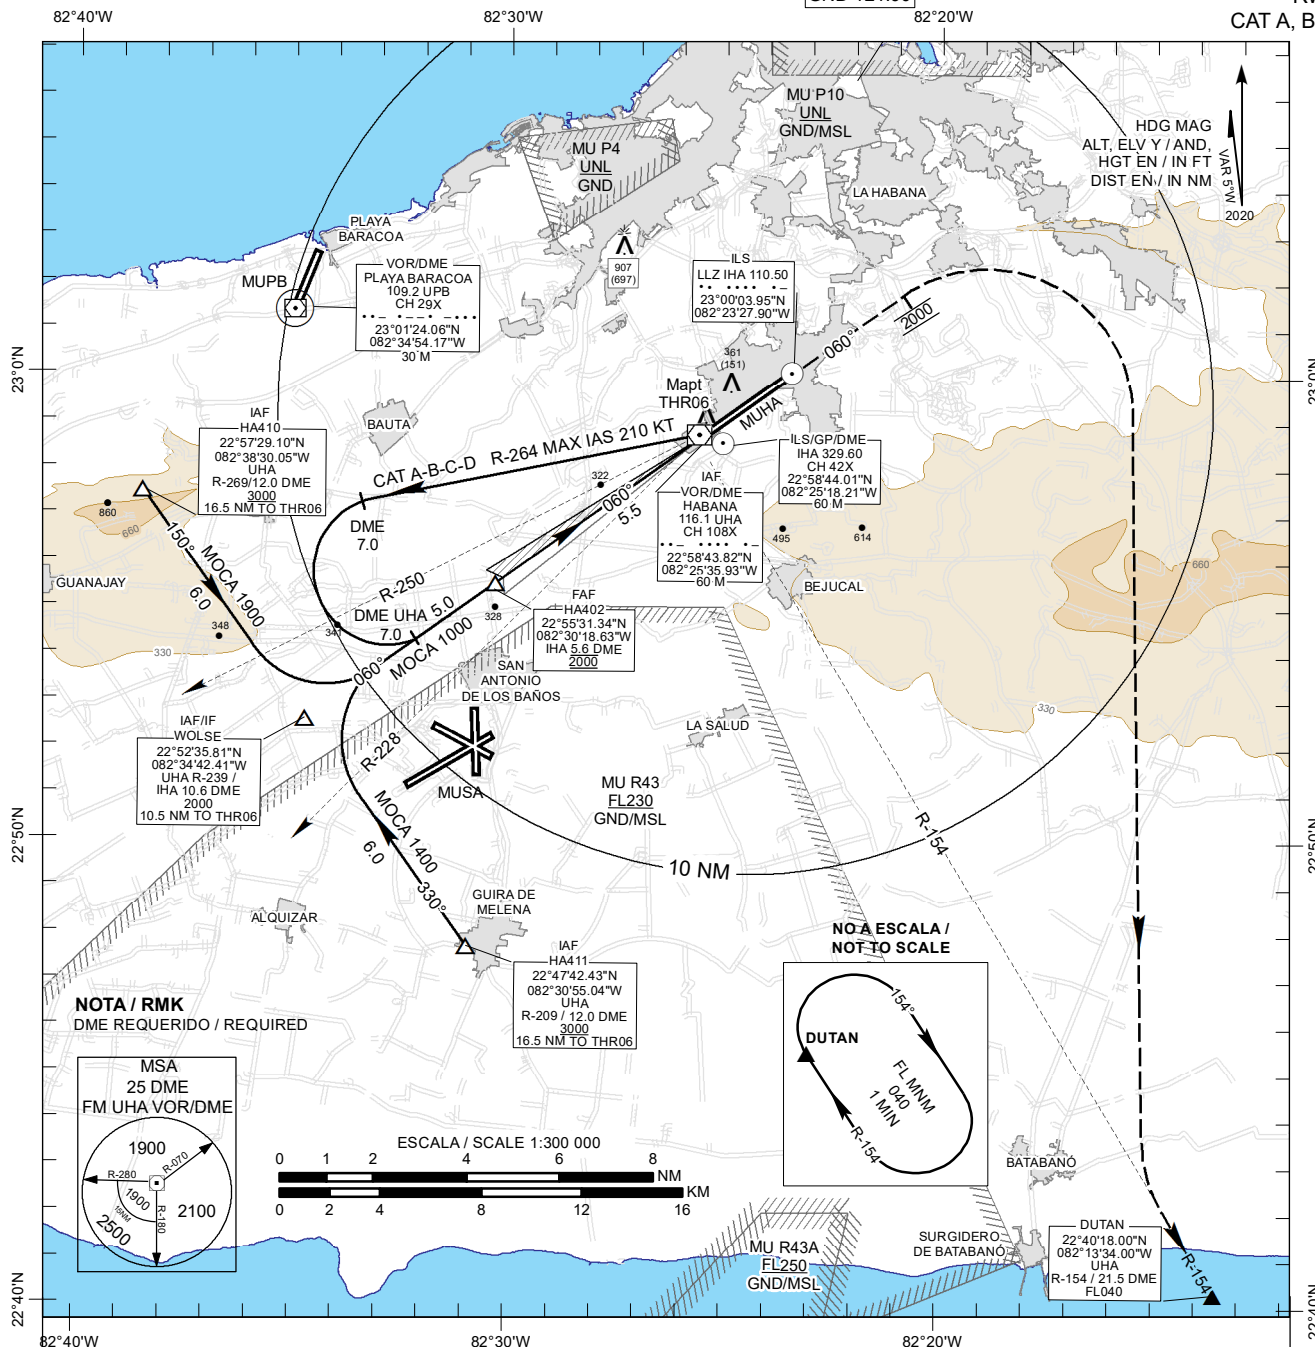 82°40'W
82°30'W
82°20'W
CAT A, B
MU P10
UNL
GND/MSL
HDG MAG
ALT, ELV Y / AND,
HGT EN / IN FT
DIST EN / IN NM
VAR 5°W
2020
MU P4
UNL
GND
LA HABANA
PLAYA
BARACOA
MUPB
VOR/DME
PLAYA BARACOA
109.2 UPB
CH 29X
23°01'24.06"N
082°34'54.17"W
30 M
907
(697)
ILS
LLZ IHA 110.50
23°00'03.95"N
082°23'27.90"W
2000
060°
23°0'N
23°0'N
361
(151)
Mapt
THR06
MUHA
IAF
HA410
22°57'29.10"N
082°38'30.05"W
UHA
R-269/12.0 DME
3000
16.5 NM TO THR06
BAUTA
CAT A-B-C-D R-264 MAX IAS 210 KT
ILS/GP/DME
IHA 329.60
CH 42X
22°58'44.01"N
082°25'18.21"W
60 M
IAF
VOR/DME
HABANA
116.1 UHA
CH 108X
22°58'43.82"N
082°25'35.93"W
60 M
322
060°
5.5
DME
7.0
860
660
150°
MOCA 1900
6.0
495
614
660
GUANAJAY
BEJUCAL
R-250
DME UHA 5.0
7.0
MOCA 1000
060°
328
341
348
330
FAF
HA402
22°55'31.34"N
082°30'18.63"W
IHA 5.6 DME
2000
SAN
ANTONIO
DE LOS BAÑOS
IAF/IF
WOLSE
22°52'35.81"N
082°34'42.41"W
UHA R-239 /
IHA 10.6 DME
2000
10.5 NM TO THR06
R-228
MUSA
LA SALUD
330
MU R43
FL230
GND/MSL
MOCA 1400
6.0
330°
R-154
22°50'N
22°50'N
10 NM
GUIRA DE
MELENA
ALQUIZAR
NO A ESCALA /
NOT TO SCALE
IAF
HA411
22°47'42.43"N
082°30'55.04"W
UHA
R-209 / 12.0 DME
3000
16.5 NM TO THR06
154°
DUTAN
FL MNM
040
1 MIN
R-154
NOTA / RMK
DME REQUERIDO / REQUIRED
MSA
25 DME
FM UHA VOR/DME
1900
R-280
R-070
1900
15NM
R-180
2100
2500
ESCALA / SCALE 1:300 000
0 1 2 4 6 8
NM
KM
0 2 4 8 12 16
BATABANÓ
MU R43A
FL250
GND/MSL
SURGIDERO
DE BATABANÓ
DUTAN
22°40'18.00"N
082°13'34.00"W
UHA
R-154 / 21.5 DME
FL040
R-154
22°40'N
22°40'N
82°40'W
82°30'W
82°20'W